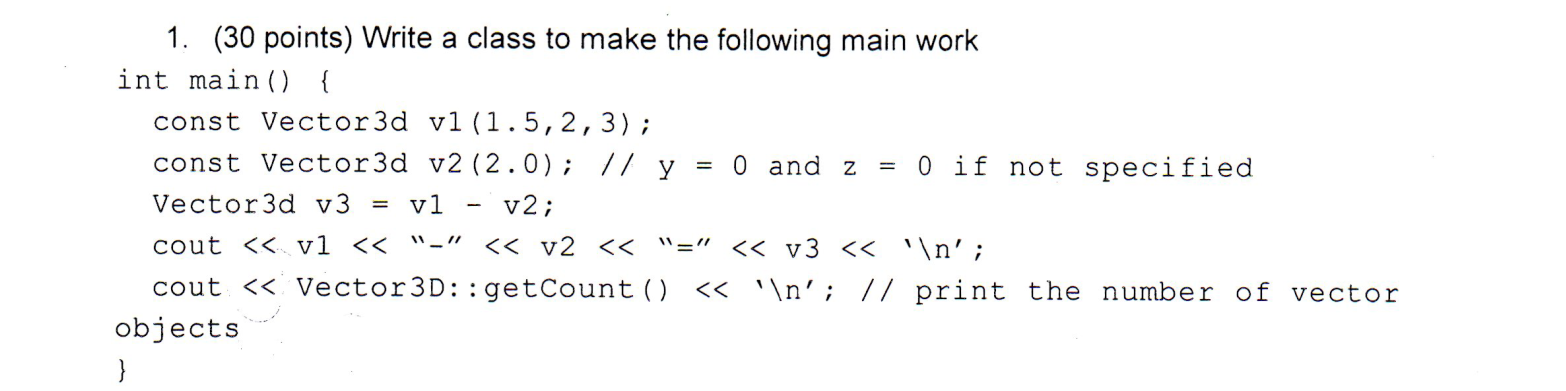 1. (30 points) Write a class to make the following main work
int main() {
const Vector3d v1(1.5,2,3);
const Vector3d v2(2.0); // y = 0 and z = 0 if not specified
Vector3d v3 = v1 - v2;
cout << v1 << “-” << v2 << “=” << v3 << ‘\n’;
cout << Vector3D::getCount() << ‘\n’; // print the number of vector
objects
}